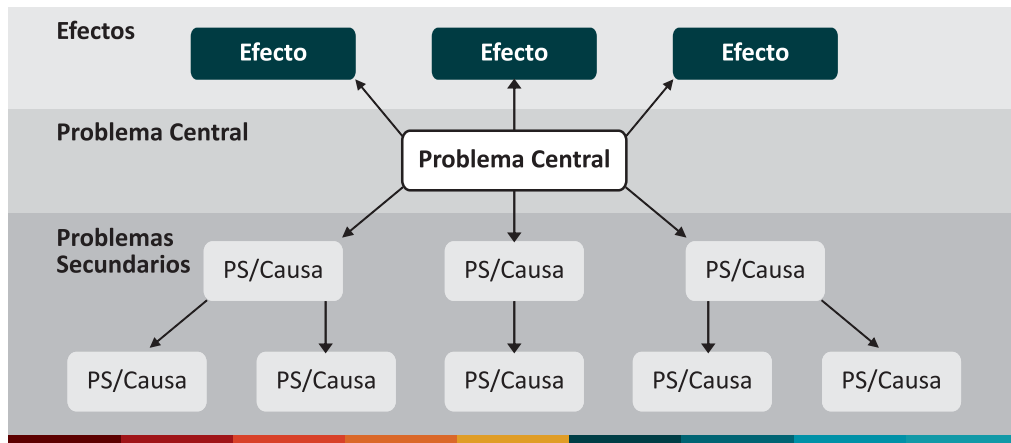 Efectos
Efecto
Efecto
Efecto
Problema Central
Problema Central
Problemas
Secundarios
PS/Causa
PS/Causa
PS/Causa
PS/Causa
PS/Causa
PS/Causa
PS/Causa
PS/Causa